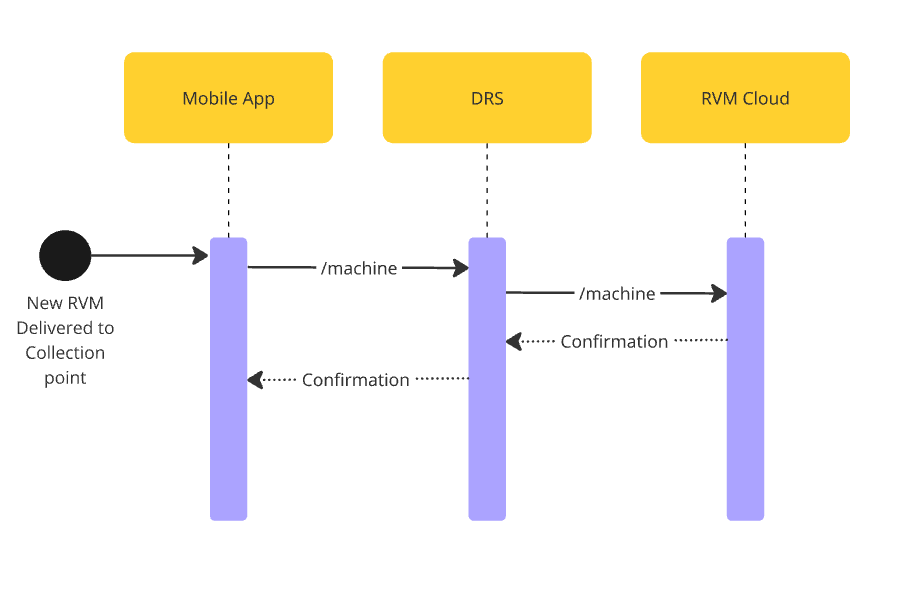 Mobile App
DRS
RVM Cloud
/machine
/machine
New RVM
Delivered to
Collection
point
Confirmation
Confirmation